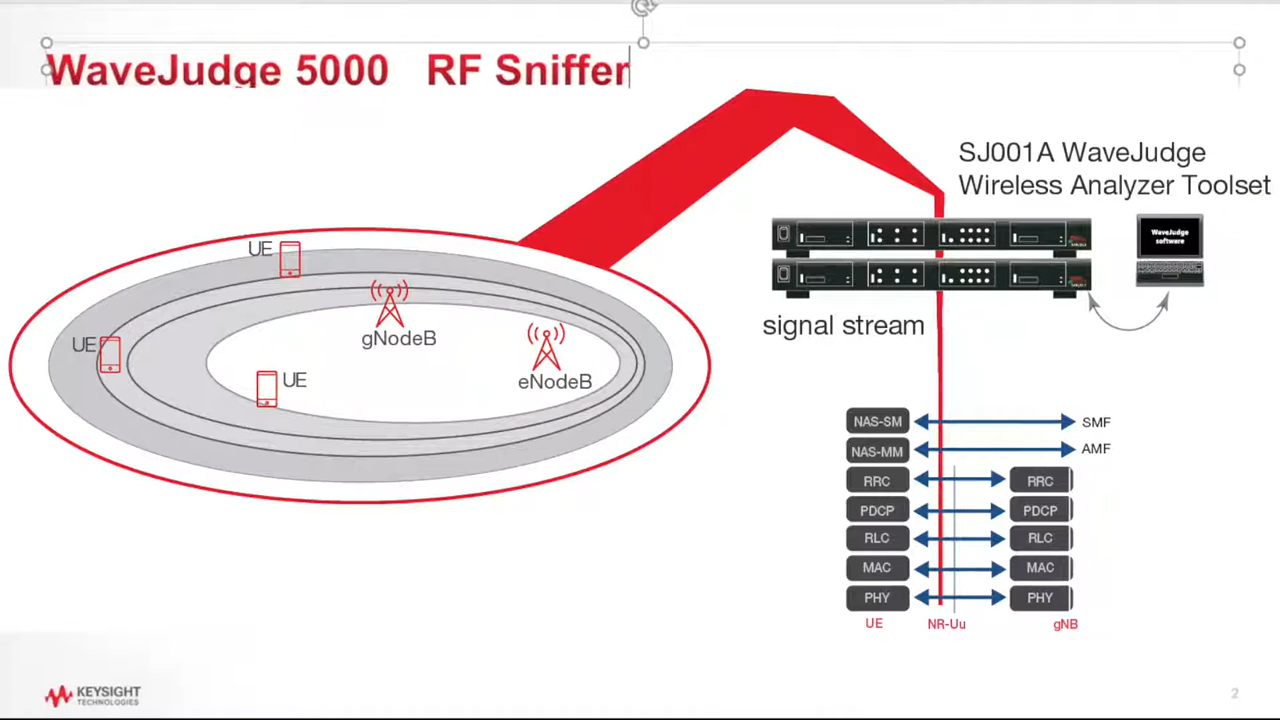 WaveJudge 5000 RF Sniffer
SJ001A WaveJudge
Wireless Analyzer Toolset
WaveJudge
software
signal stream
UE
gNodeB
UE
eNodeB
UE
NAS-SM
SMF
NAS-MM
AMF
RRC
RRC
PDCP
PDCP
RLC
RLC
MAC
MAC
PHY
PHY
UE
NR-Uu
gNB
KEYSIGHT
TECHNOLOGIES
2